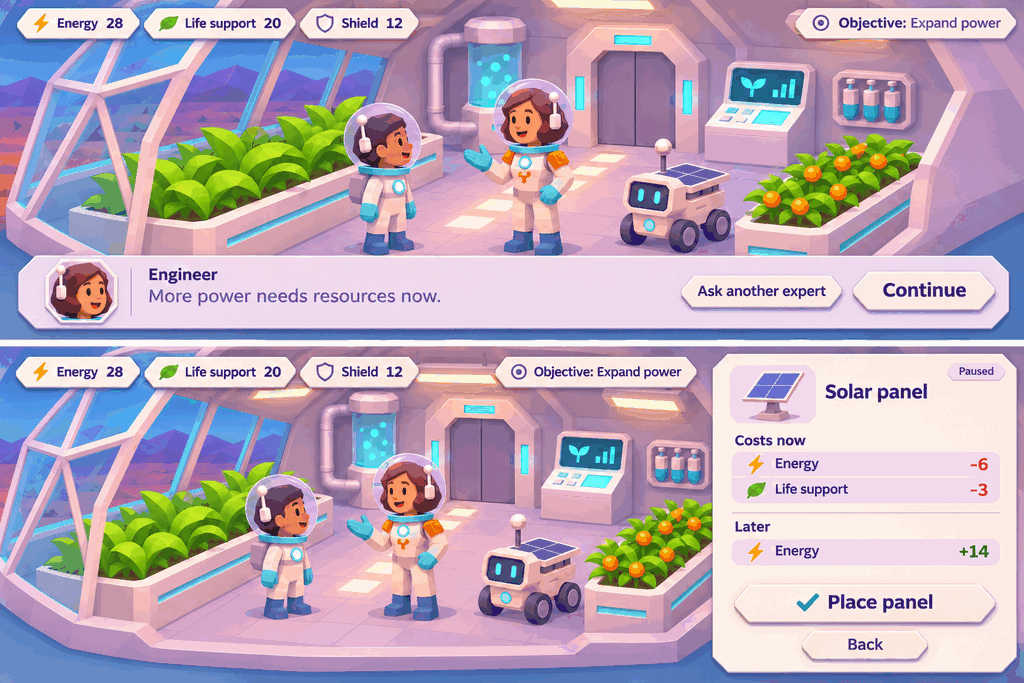 Energy 28
Life support 20
Shield 12
Objective: Expand power
Engineer
More power needs resources now.
Ask another expert
Continue
Energy 28
Life support 20
Shield 12
Objective: Expand power
Paused
Solar panel
Costs now
Energy -6
Life support -3
Later
Energy +14
Place panel
Back